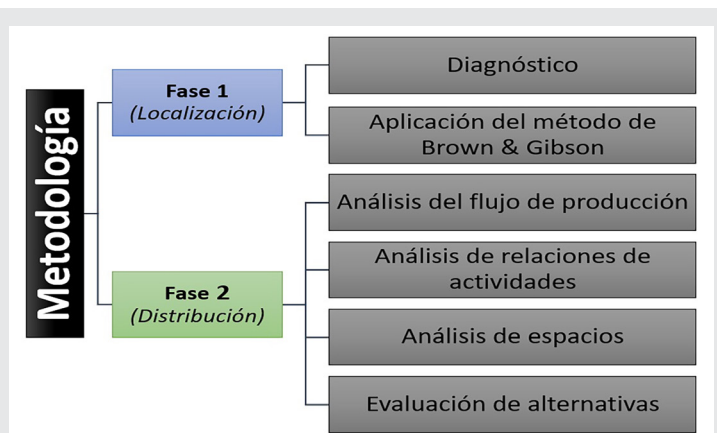 Metodología
Fase 1
(Localización)
Diagnóstico
Aplicación del método de
Brown & Gibson
Fase 2
(Distribución)
Análisis del flujo de producción
Análisis de relaciones de
actividades
Análisis de espacios
Evaluación de alternativas